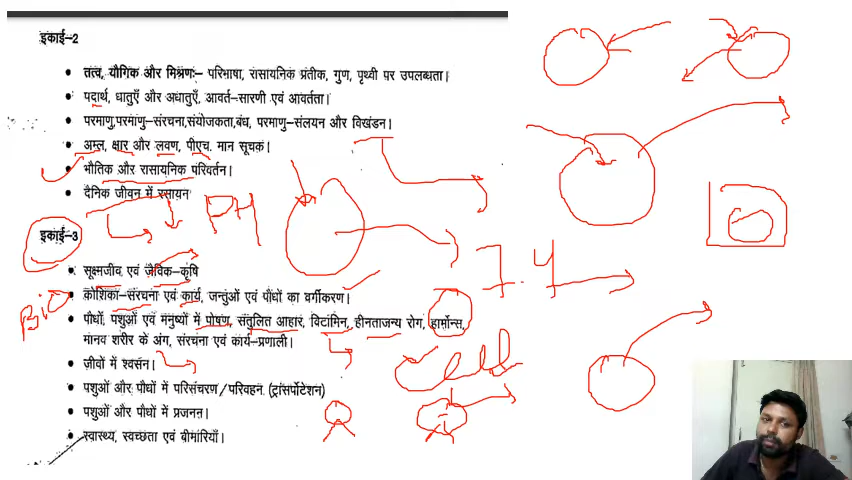 इकाई-2
• तत्व, यौगिक और मिश्रणः- परिभाषा, रासायनिक प्रतीक, गुण, पृथ्वी पर उपलब्धता।
• पदार्थ, धातुएँ और अधातुएँ, आवर्त-सारणी एवं आवर्तता।
• परमाणु,परमाणु-संरचना,संयोजकता,बंध, परमाणु-संलयन और विखंडन।
• अम्ल, क्षार और लवण, पीएच. मान सूचकं।
• भौतिक और रासायनिक परिवर्तन।
• दैनिक जीवन में रसायन
PH
इकाई-3
7.4
• सूक्ष्मजीव एवं जैविक-कृषि
• कोशिका-संरचना एवं कार्य, जन्तुओं एवं पौधों का वर्गीकरण।
Bio
• पौधों, पशुओं एवं मनुष्यों में पोषण, संतुलित आहार, विटामिन, हीनताजन्य रोग, हार्मोन्स,
मानव शरीर के अंग, संरचना एवं कार्य-प्रणाली।
• ज़ीवों में श्वसन।
Cell
• पशुओं और पौधों में परिसंचरण/परिवहन (ट्रांसर्पोटेशन)
• पशुओं और पौधों में प्रजनन।
• स्वास्थ्य, स्वच्छता एवं बीमारियाँ।